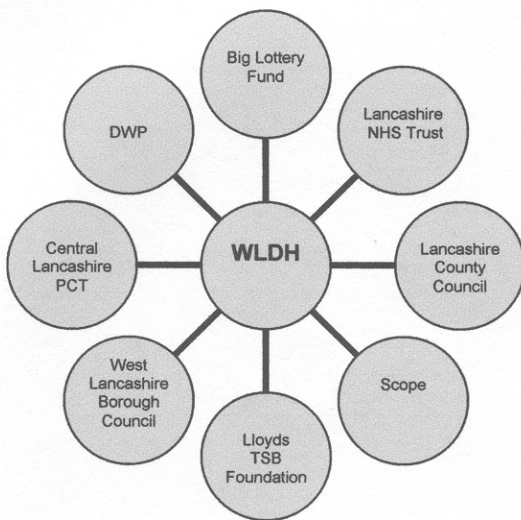 Big Lottery
Fund
DWP
Lancashire
NHS Trust
Central
Lancashire
PCT
WLDH
Lancashire
County
Council
West
Lancashire
Borough
Council
Scope
Lloyds
TSB
Foundation